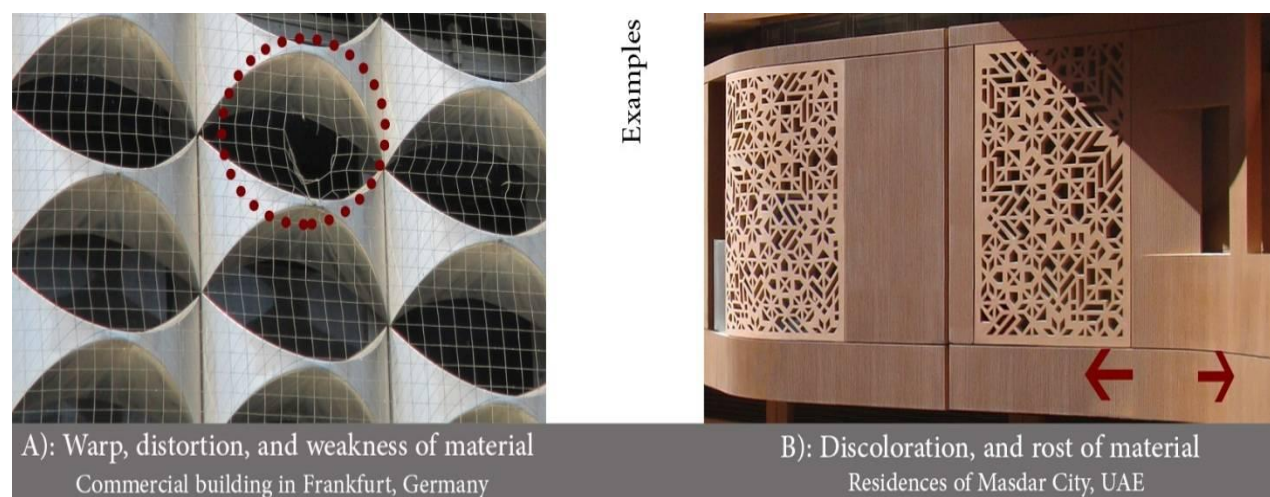 Examples
A): Warp, distortion, and weakness of material
Commercial building in Frankfurt, Germany
B): Discoloration, and rost of material
Residences of Masdar City, UAE